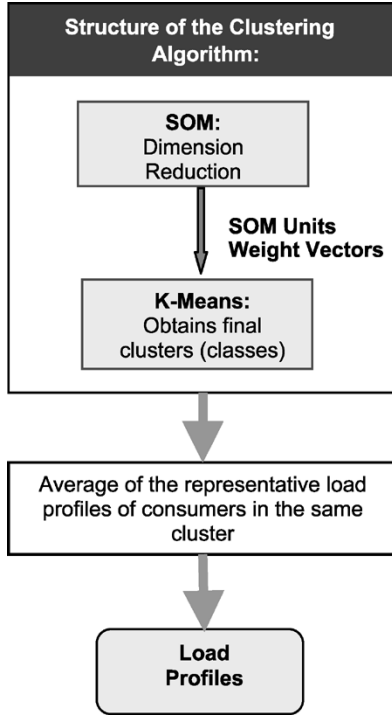 Structure of the Clustering
Algorithm:
SOM:
Dimension
Reduction
SOM Units
Weight Vectors
K-Means:
Obtains final
clusters (classes)
Average of the representative load
profiles of consumers in the same
cluster
Load
Profiles